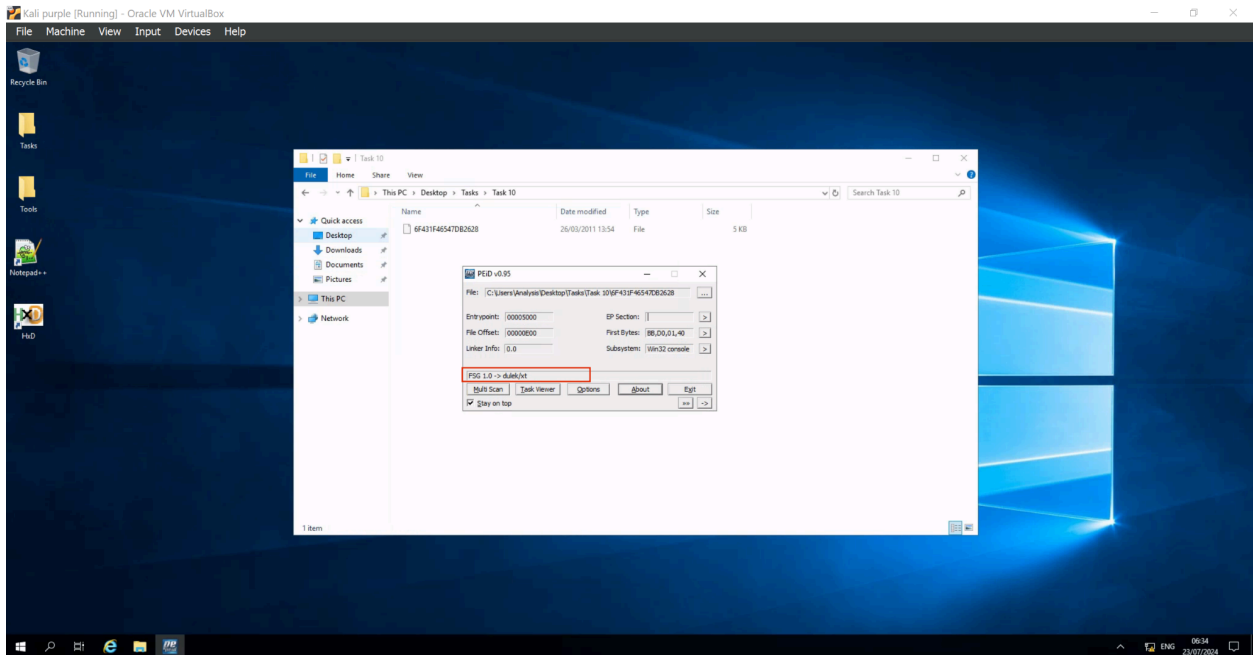 Kali purple [Running] - Oracle VM VirtualBox
File Machine View Input Devices Help
Recycle Bin
Tasks
Tools
Notepad++
HxD
Task 10
File Home Share View
This PC > Desktop > Tasks > Task 10
Search Task 10
Name Date modified Type Size
6F431F46547DB2628 26/03/2011 13:54 File 5 KB
Quick access
Desktop
Downloads
Documents
Pictures
This PC
Network
PEiD v0.95
File: C:\Users\Analysis\Desktop\Tasks\Task 10\6F431F46547DB2628 ...
Entrypoint: 00005000 EP Section: >
File Offset: 00000E00 First Bytes: BB,D0,01,40 >
Linker Info: 0.0 Subsystem: Win32 console >
FSG 1.0 -> dulek/xt
Multi Scan Task Viewer Options About Exit
Stay on top ->
1 item
ENG 06:34
23/07/2024